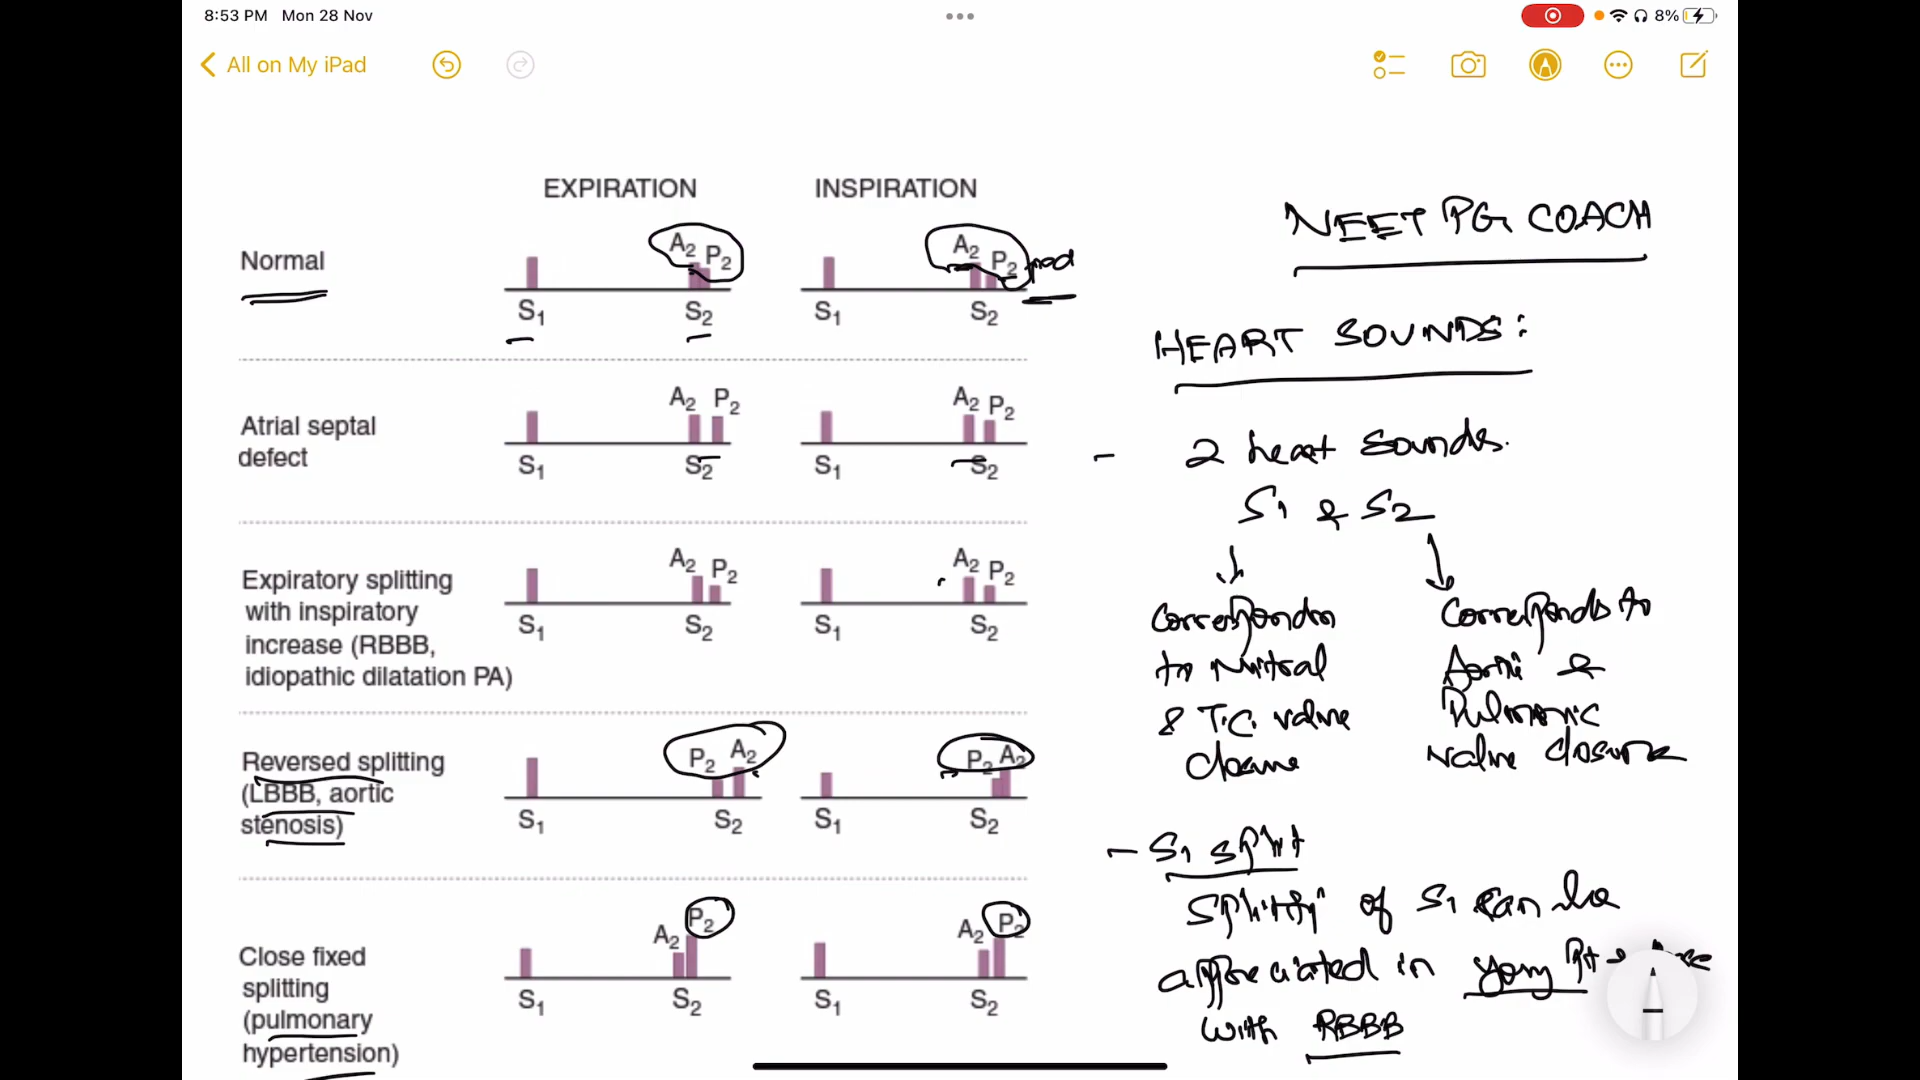 8:53 PM Mon 28 Nov
8%
All on My iPad
EXPIRATION INSPIRATION
Normal
A2 P2
S1 S2
A2 P2
S1 S2
Atrial septal
defect
A2 P2
S1 S2
A2 P2
S1 S2
Expiratory splitting
with inspiratory
increase (RBBB,
idiopathic dilatation PA)
A2 P2
S1 S2
A2 P2
S1 S2
Reversed splitting
(LBBB, aortic
stenosis)
P2 A2
S1 S2
P2 A2
S1 S2
Close fixed
splitting
(pulmonary
hypertension)
A2 P2
S1 S2
A2 P2
S1 S2
NEET PG COACH
HEART SOUNDS:
- 2 heart sounds.
S1 & S2
Corresponds
to Mitral
& T.C. valve
closure
Corresponds to
Aortic &
Pulmonic
valve closure
- S1 split
Splitting of S1 can be
appreciated in young pt
with RBBB